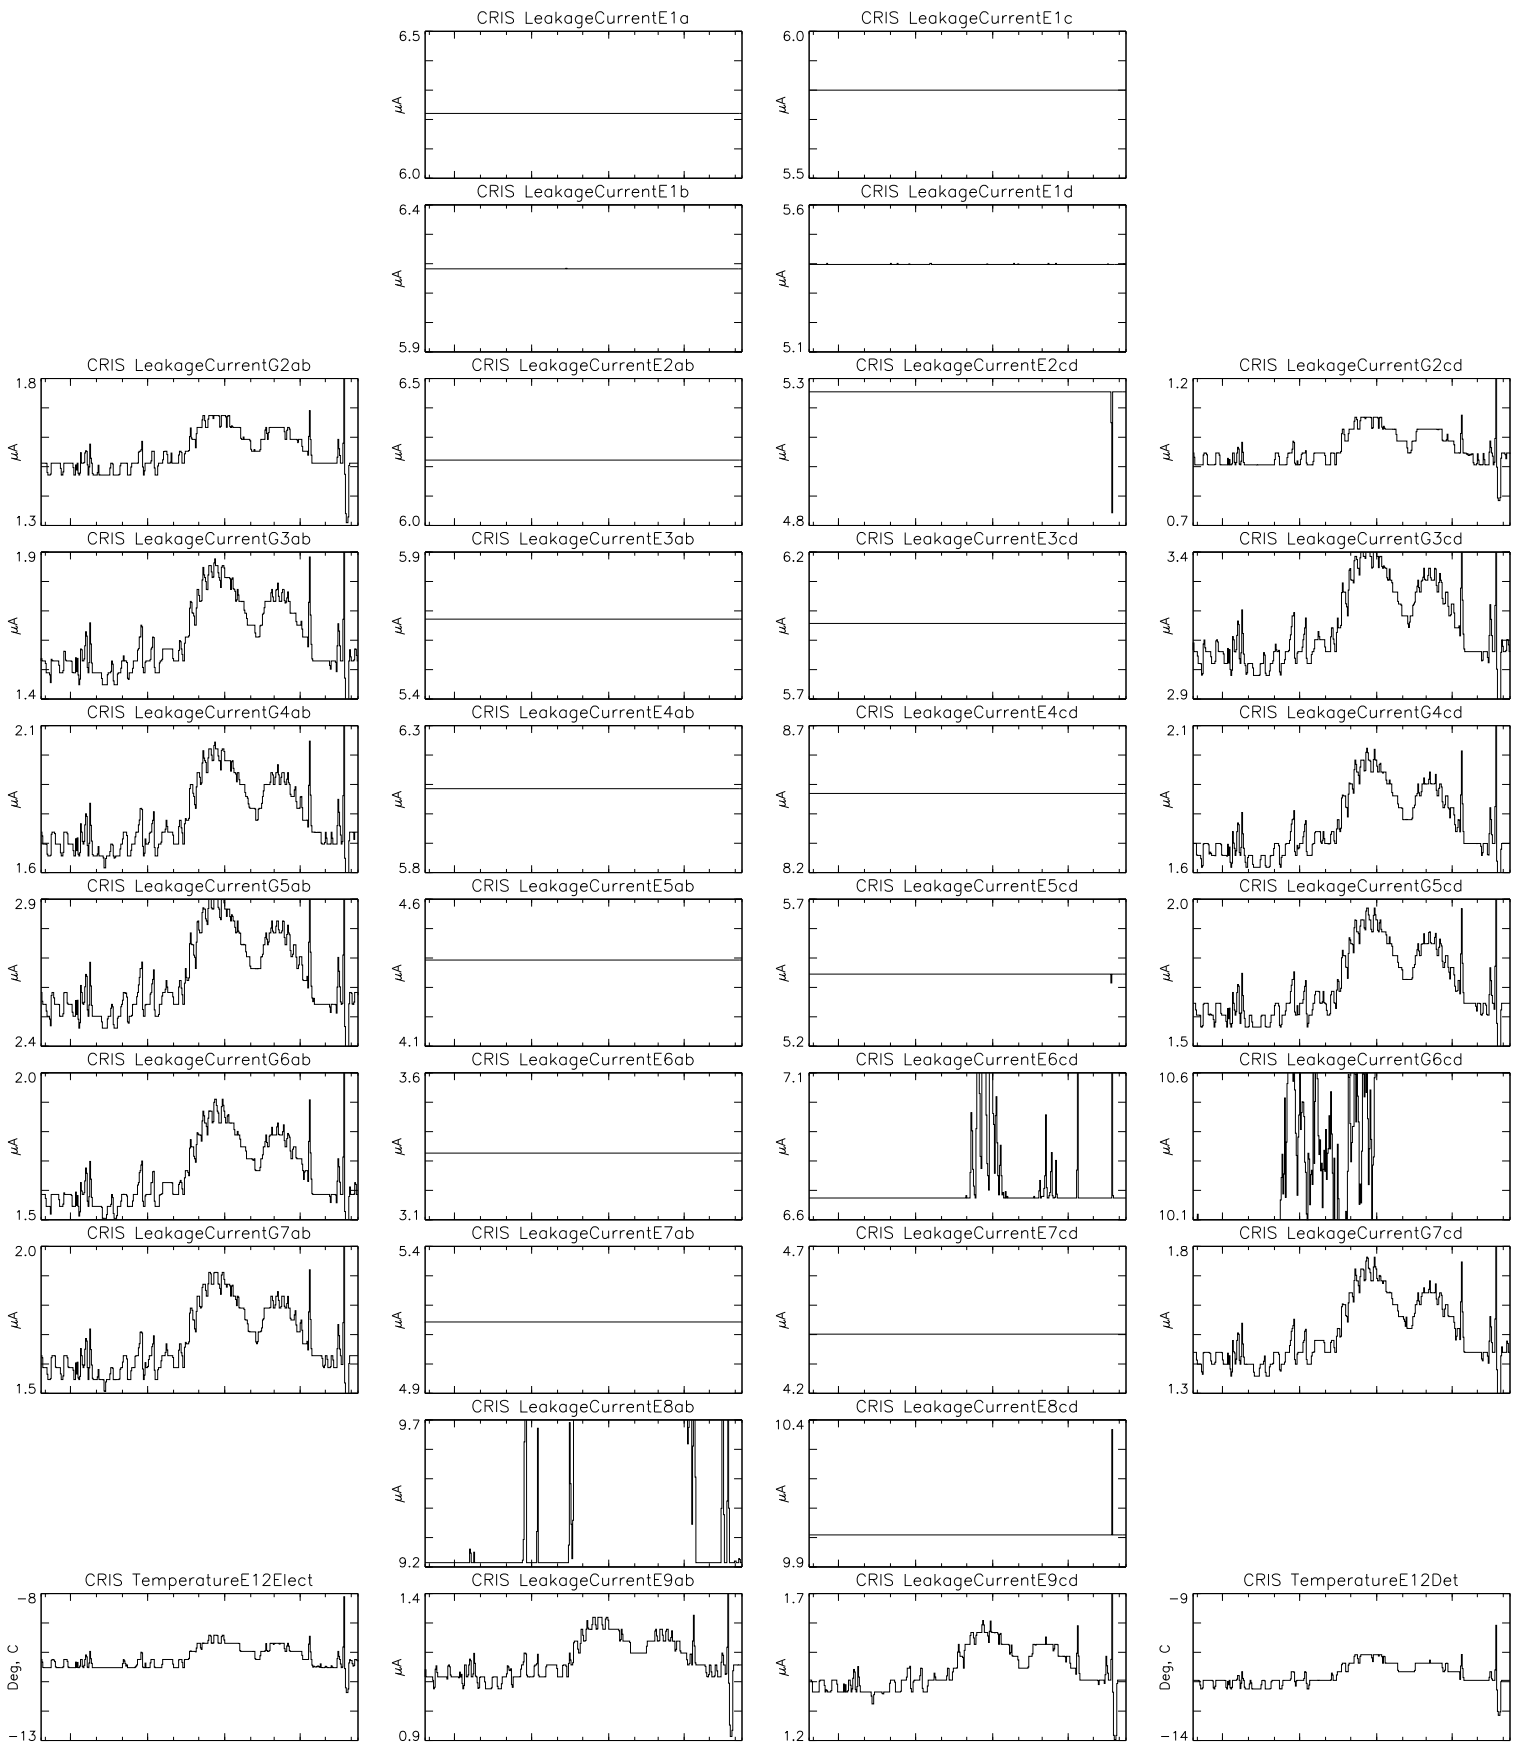 CRIS LeakageCurrentE1a
6.5
μA
6.0
CRIS LeakageCurrentE1c
6.0
μA
5.5
CRIS LeakageCurrentE1b
6.4
μA
5.9
CRIS LeakageCurrentE1d
5.6
μA
5.1
CRIS LeakageCurrentG2ab
1.8
μA
1.3
CRIS LeakageCurrentE2ab
6.5
μA
6.0
CRIS LeakageCurrentE2cd
5.3
μA
4.8
CRIS LeakageCurrentG2cd
1.2
μA
0.7
CRIS LeakageCurrentG3ab
1.9
μA
1.4
CRIS LeakageCurrentE3ab
5.9
μA
5.4
CRIS LeakageCurrentE3cd
6.2
μA
5.7
CRIS LeakageCurrentG3cd
3.4
μA
2.9
CRIS LeakageCurrentG4ab
2.1
μA
1.6
CRIS LeakageCurrentE4ab
6.3
μA
5.8
CRIS LeakageCurrentE4cd
8.7
μA
8.2
CRIS LeakageCurrentG4cd
2.1
μA
1.6
CRIS LeakageCurrentG5ab
2.9
μA
2.4
CRIS LeakageCurrentE5ab
4.6
μA
4.1
CRIS LeakageCurrentE5cd
5.7
μA
5.2
CRIS LeakageCurrentG5cd
2.0
μA
1.5
CRIS LeakageCurrentG6ab
2.0
μA
1.5
CRIS LeakageCurrentE6ab
3.6
μA
3.1
CRIS LeakageCurrentE6cd
7.1
μA
6.6
CRIS LeakageCurrentG6cd
10.6
μA
10.1
CRIS LeakageCurrentG7ab
2.0
μA
1.5
CRIS LeakageCurrentE7ab
5.4
μA
4.9
CRIS LeakageCurrentE7cd
4.7
μA
4.2
CRIS LeakageCurrentG7cd
1.8
μA
1.3
CRIS LeakageCurrentE8ab
9.7
μA
9.2
CRIS LeakageCurrentE8cd
10.4
μA
9.9
CRIS TemperatureE12Elect
-8
Deg, C
-13
CRIS LeakageCurrentE9ab
1.4
μA
0.9
CRIS LeakageCurrentE9cd
1.7
μA
1.2
CRIS TemperatureE12Det
-9
Deg, C
-14